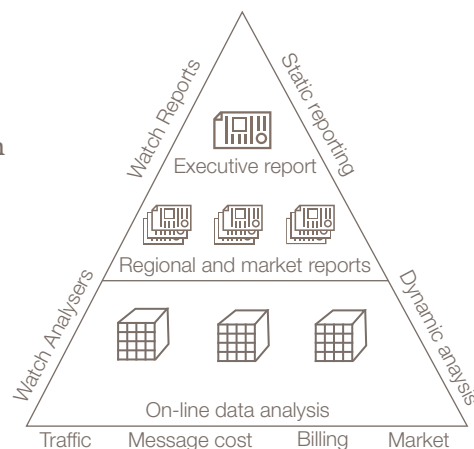 Watch Reports
Static reporting
n
Executive report
Regional and market reports
Watch Analysers
Dynamic anaysis
On-line data analysis
Traffic Message cost Billing Market